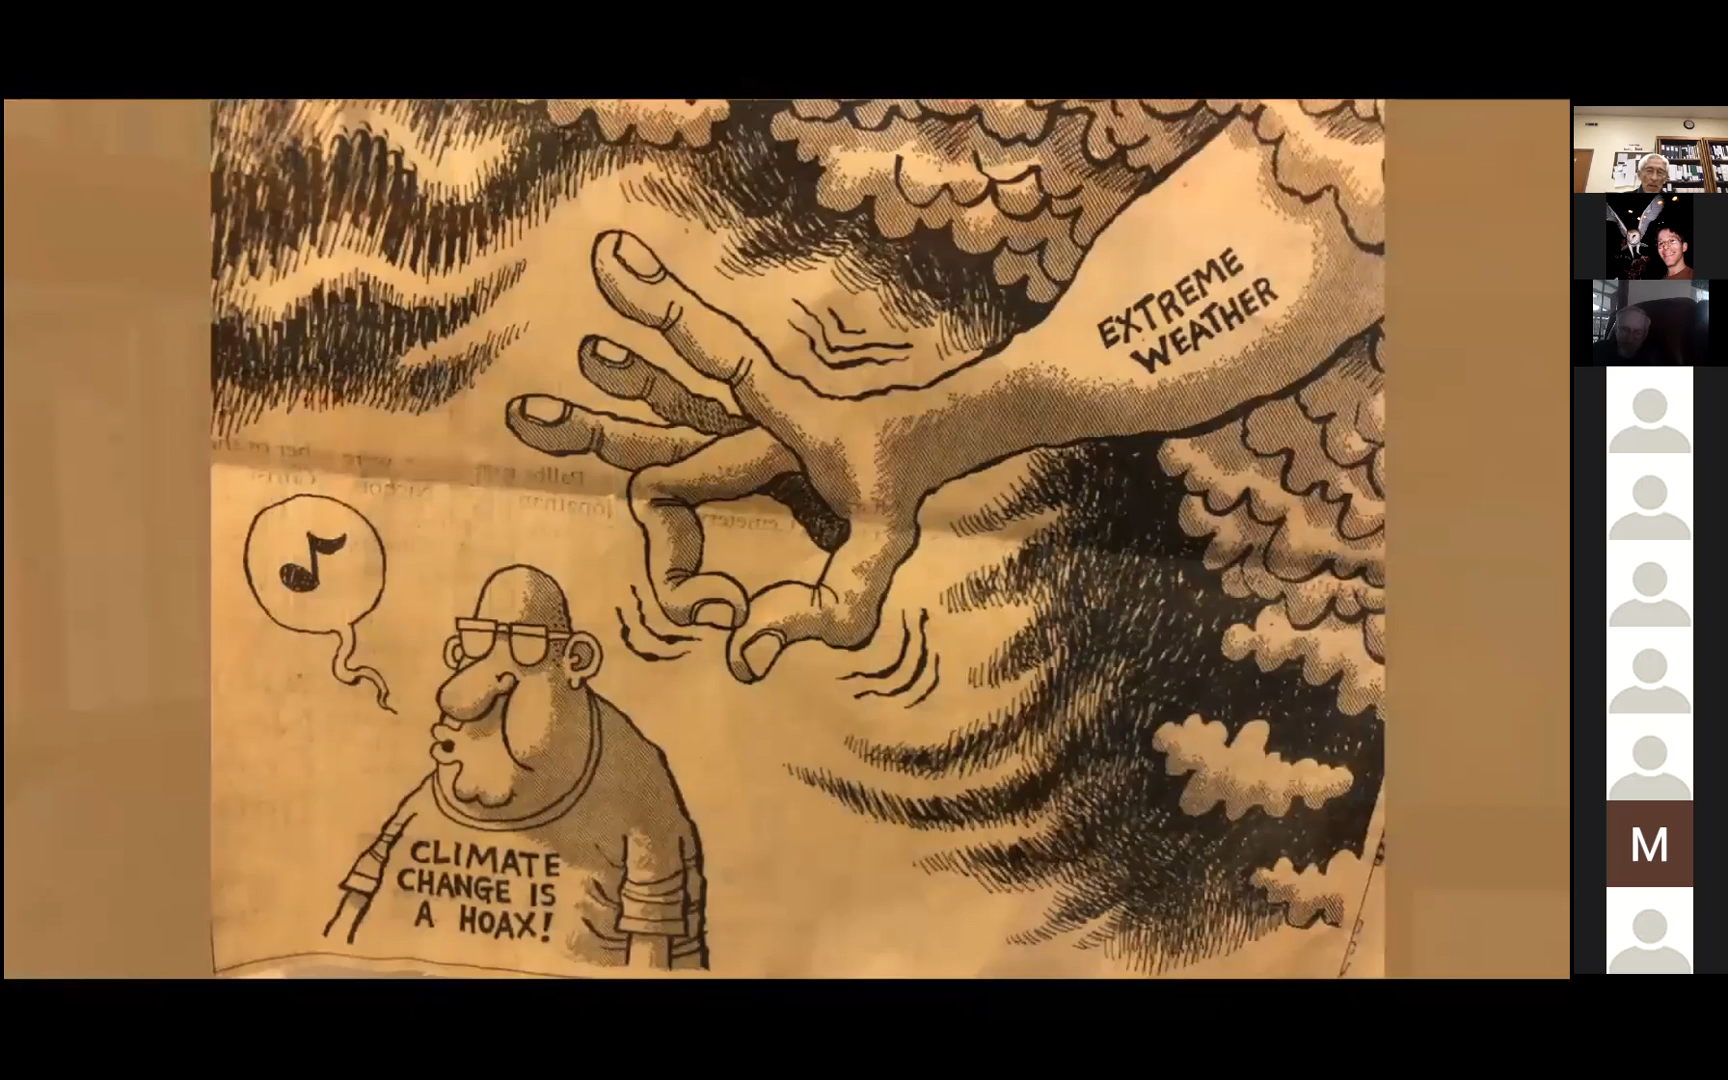 EXTREME
WEATHER
CLIMATE
CHANGE IS
A HOAX!
M